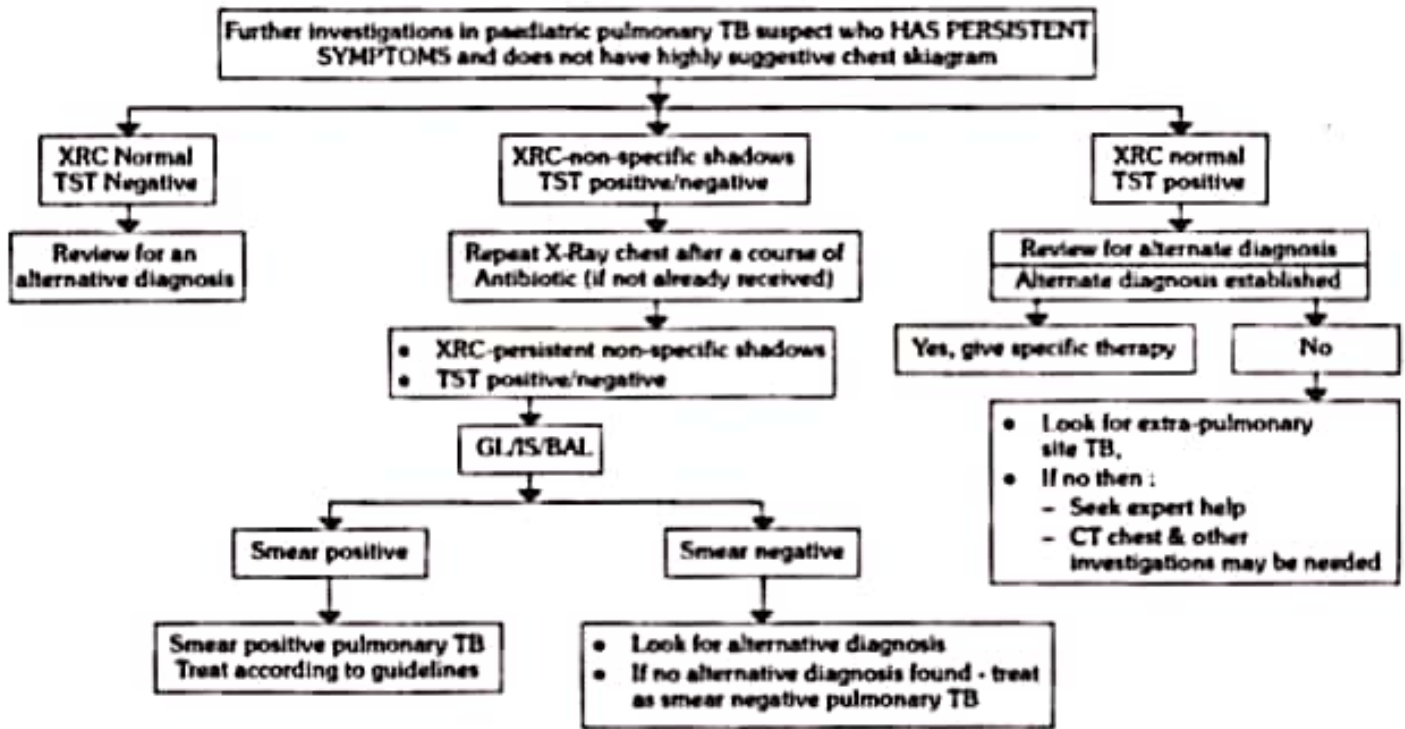 Further investigations in paediatric pulmonary TB suspect who HAS PERSISTENT
SYMPTOMS and does not have highly suggestive chest skiagram
XRC Normal
TST Negative
XRC-non-specific shadows
TST positive/negative
XRC normal
TST positive
Review for an
alternative diagnosis
Repeat X-Ray chest after a course of
Antibiotic (if not already received)
Review for alternate diagnosis
Alternate diagnosis established
• XRC-persistent non-specific shadows
• TST positive/negative
Yes, give specific therapy
No
GL/IS/BAL
• Look for extra-pulmonary
site TB,
• If no then :
– Seek expert help
– CT chest & other
investigations may be needed
Smear positive
Smear negative
Smear positive pulmonary TB
Treat according to guidelines
• Look for alternative diagnosis
• If no alternative diagnosis found - treat
as smear negative pulmonary TB